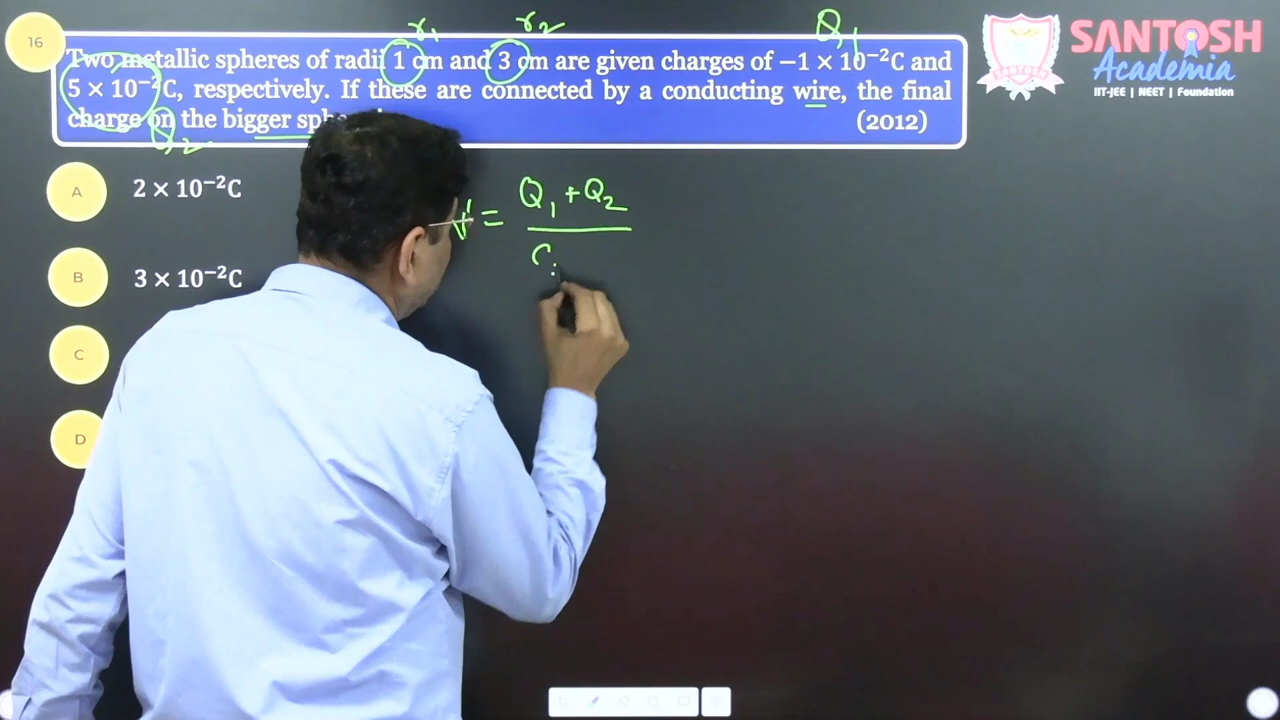 r₁ r₂ Q₁
16
Two metallic spheres of radii 1 cm and 3 cm are given charges of −1 × 10⁻²C and
5 × 10⁻²C, respectively. If these are connected by a conducting wire, the final
charge on the bigger
(2012)
Q₂
A 2 × 10⁻²C
V' = Q₁ + Q₂
C
B 3 × 10⁻²C
C
D
SANTOSH
Academia
IIT-JEE | NEET | Foundation
SANTOSH